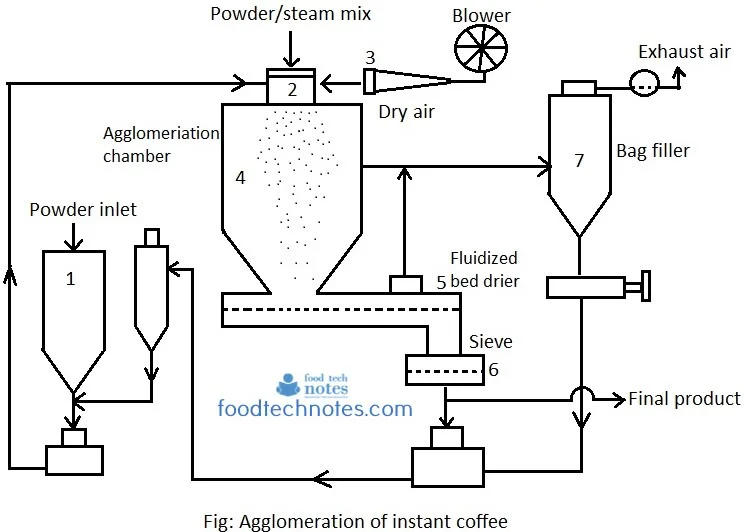 Powder/steam mix
Blower
3
Exhaust air
2
Dry air
Agglomeriation
chamber
4
7
Bag filler
Powder inlet
1
Fluidized
5 bed drier
Sieve
6
food tech
notes
foodtechnotes.com
Final product
Fig: Agglomeration of instant coffee